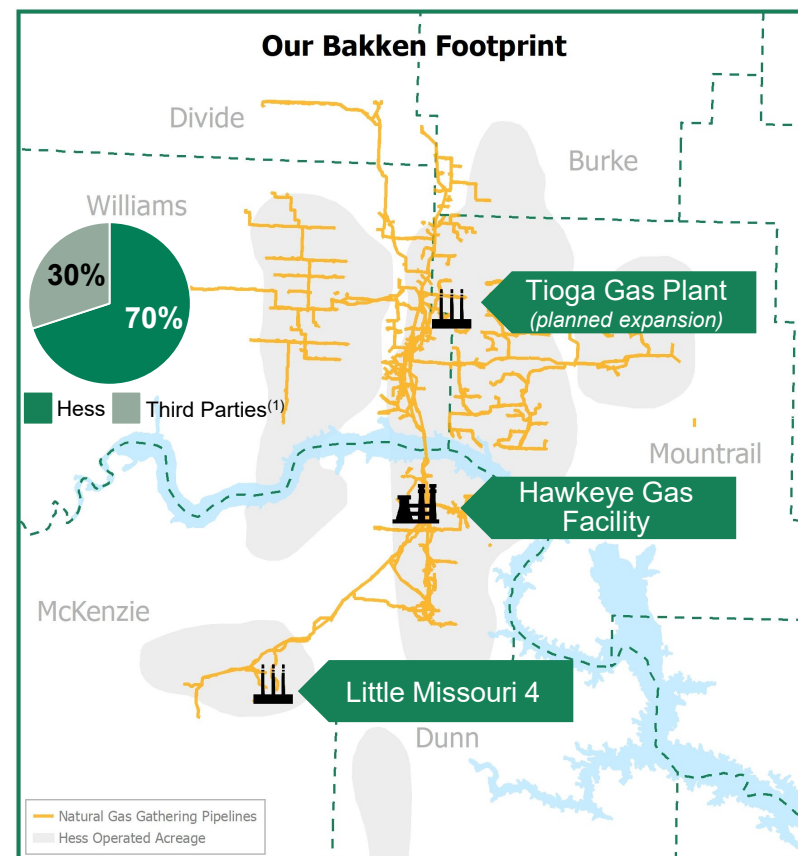 Our Bakken Footprint
Divide
Burke
Williams
30%
70%
Tioga Gas Plant
(planned expansion)
Hess
Third Parties(1)
Mountrail
Hawkeye Gas
Facility
McKenzie
Little Missouri 4
Dunn
Natural Gas Gathering Pipelines
Hess Operated Acreage